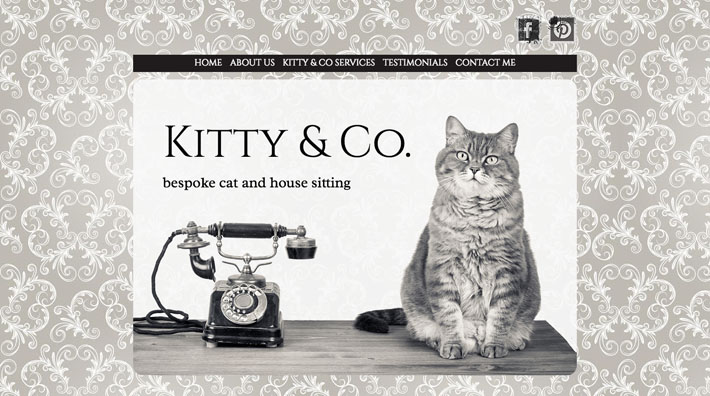 HOME ABOUT US KITTY & CO SERVICES TESTIMONIALS CONTACT ME
Kitty & Co.
bespoke cat and house sitting